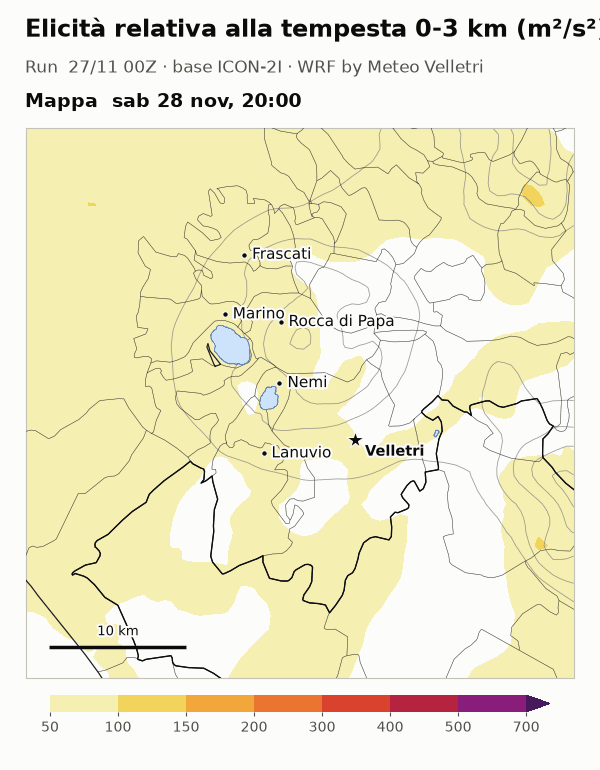 Elicità relativa alla tempesta 0-3 km (m²/s²)
Run 27/11 00Z · base ICON-2I · WRF by Meteo Velletri
Mappa sab 28 nov, 20:00
Frascati
Marino
Rocca di Papa
Nemi
Velletri
Lanuvio
10 km
50 100 150 200 300 400 500 700